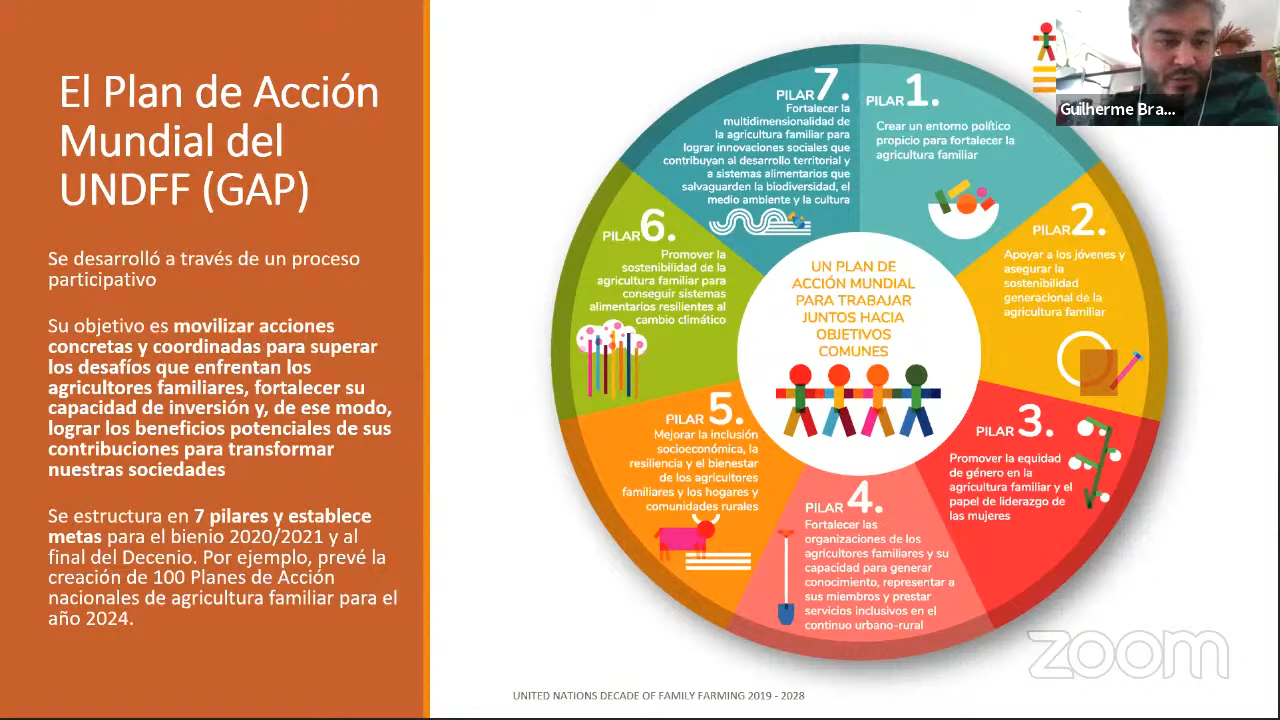 El Plan de Acción
Mundial del
UNDFF (GAP)
Se desarrolló a través de un proceso
participativo
Su objetivo es movilizar acciones
concretas y coordinadas para superar
los desafíos que enfrentan los
agricultores familiares, fortalecer su
capacidad de inversión y, de ese modo,
lograr los beneficios potenciales de sus
contribuciones para transformar
nuestras sociedades
Se estructura en 7 pilares y establece
metas para el bienio 2020/2021 y al
final del Decenio. Por ejemplo, prevé la
creación de 100 Planes de Acción
nacionales de agricultura familiar para el
año 2024.
PILAR 1.
Crear un entorno político
propicio para fortalecer la
agricultura familiar
PILAR 2.
Apoyar a los jóvenes y
asegurar la
sostenibilidad
generacional de la
agricultura familiar
PILAR 3.
Promover la equidad
de género en la
agricultura familiar y el
papel de liderazgo de
las mujeres
PILAR 4.
Fortalecer las
organizaciones de los
agricultores familiares y su
capacidad para generar
conocimiento, representar a
sus miembros y prestar
servicios inclusivos en el
continuo urbano-rural
PILAR 5.
Mejorar la inclusión
socioeconómica, la
resiliencia y el bienestar
de los agricultores
familiares y los hogares y
comunidades rurales
PILAR 6.
Promover la
sostenibilidad de la
agricultura familiar para
conseguir sistemas
alimentarios resilientes al
cambio climático
PILAR 7.
Fortalecer la
multidimensionalidad de
la agricultura familiar para
lograr innovaciones sociales que
contribuyan al desarrollo territorial y
a sistemas alimentarios que
salvaguarden la biodiversidad, el
medio ambiente y la cultura
UN PLAN DE
ACCIÓN MUNDIAL
PARA TRABAJAR
JUNTOS HACIA
OBJETIVOS
COMUNES
Guilherme Bra...
zoom
UNITED NATIONS DECADE OF FAMILY FARMING 2019 - 2028